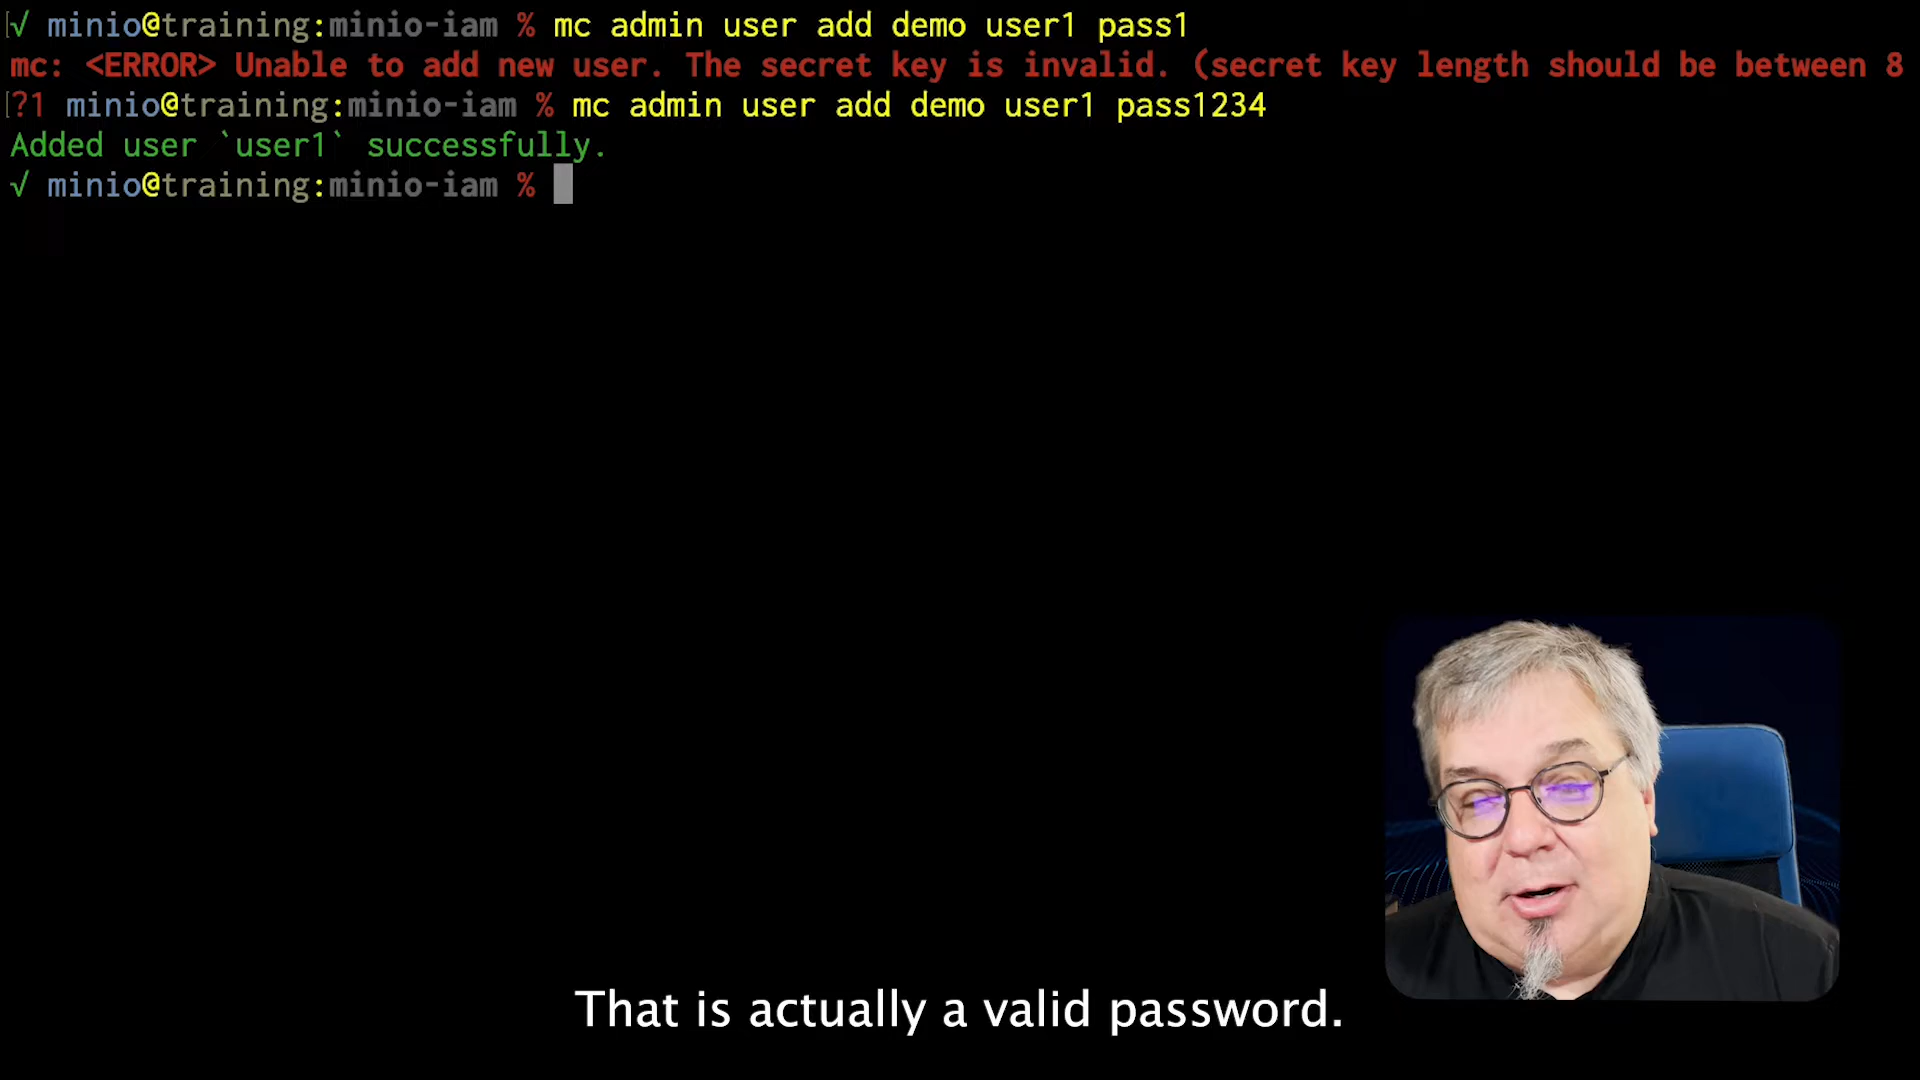 √ minio@training:minio-iam % mc admin user add demo user1 pass1
mc: <ERROR> Unable to add new user. The secret key is invalid. (secret key length should be between 8
?1 minio@training:minio-iam % mc admin user add demo user1 pass1234
Added user `user1` successfully.
√ minio@training:minio-iam %
That is actually a valid password.